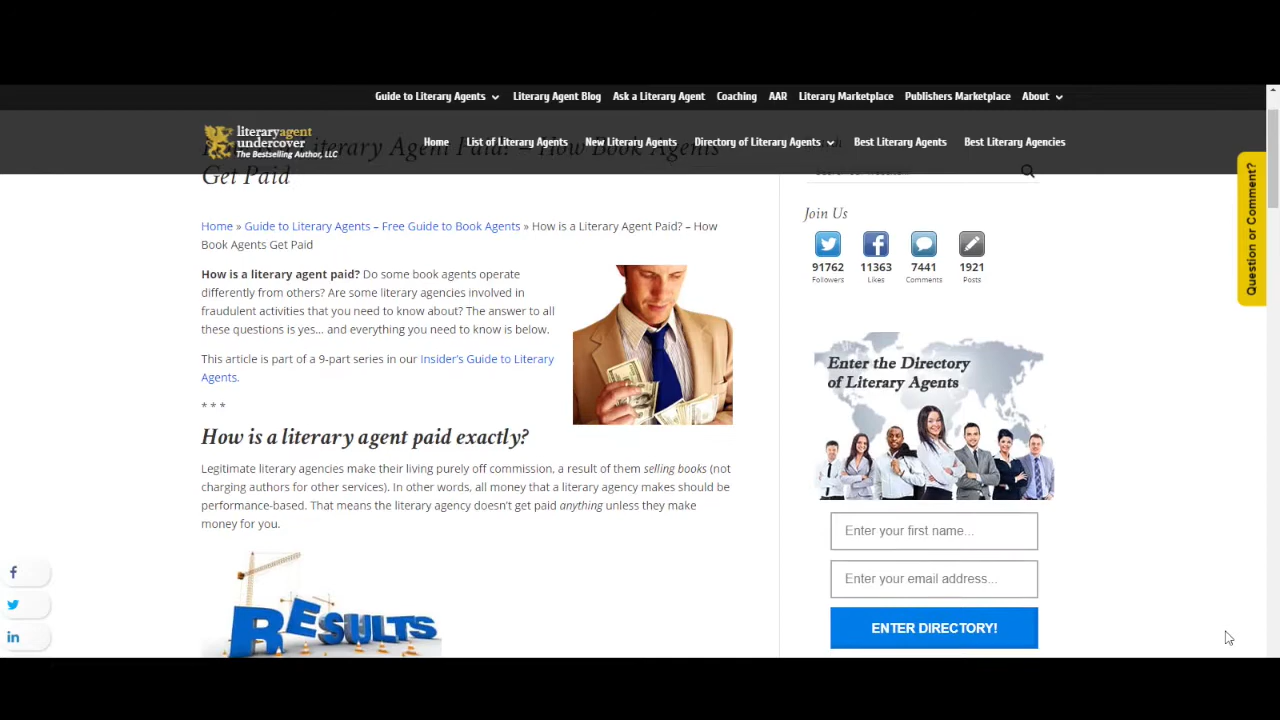 Guide to Literary Agents Literary Agent Blog Ask a Literary Agent Coaching AAR Literary Marketplace Publishers Marketplace About
literaryagent
undercover
The Bestselling Author, LLC
Home List of Literary Agents New Literary Agents Directory of Literary Agents Best Literary Agents Best Literary Agencies
Literary Agent Paid? – How Book Agents
Get Paid
Home » Guide to Literary Agents – Free Guide to Book Agents » How is a Literary Agent Paid? – How
Book Agents Get Paid
How is a literary agent paid? Do some book agents operate
differently from others? Are some literary agencies involved in
fraudulent activities that you need to know about? The answer to all
these questions is yes… and everything you need to know is below.
This article is part of a 9-part series in our Insider's Guide to Literary
Agents.
* * *
How is a literary agent paid exactly?
Legitimate literary agencies make their living purely off commission, a result of them selling books (not
charging authors for other services). In other words, all money that a literary agency makes should be
performance-based. That means the literary agency doesn't get paid anything unless they make
money for you.
RESULTS
Join Us
91762 11363 7441 1921
Followers Likes Comments Posts
Enter the Directory
of Literary Agents
Enter your first name...
Enter your email address...
ENTER DIRECTORY!
Question or Comment?